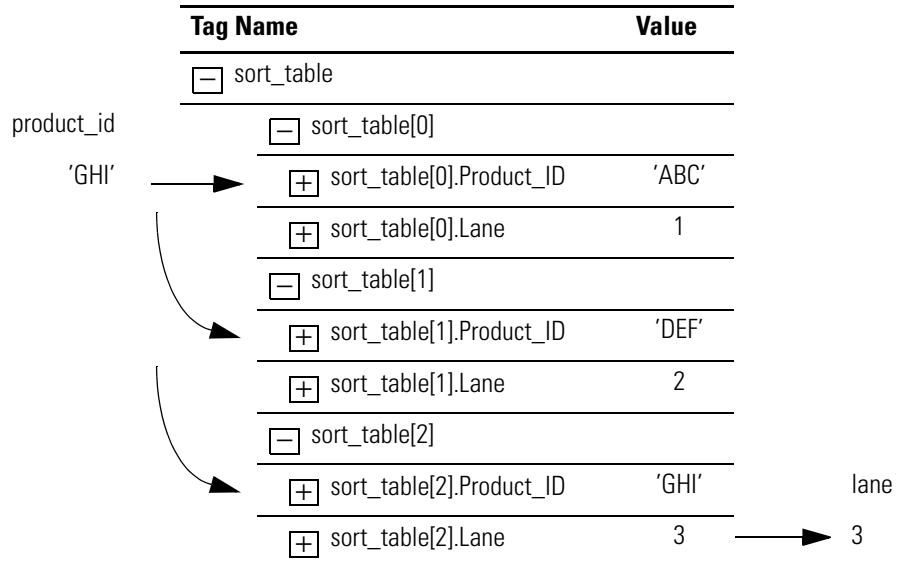 Tag Name Value
sort_table
product_id
sort_table[0]
'GHI'
sort_table[0].Product_ID 'ABC'
sort_table[0].Lane 1
sort_table[1]
sort_table[1].Product_ID 'DEF'
sort_table[1].Lane 2
sort_table[2]
sort_table[2].Product_ID 'GHI'
lane
sort_table[2].Lane 3
3